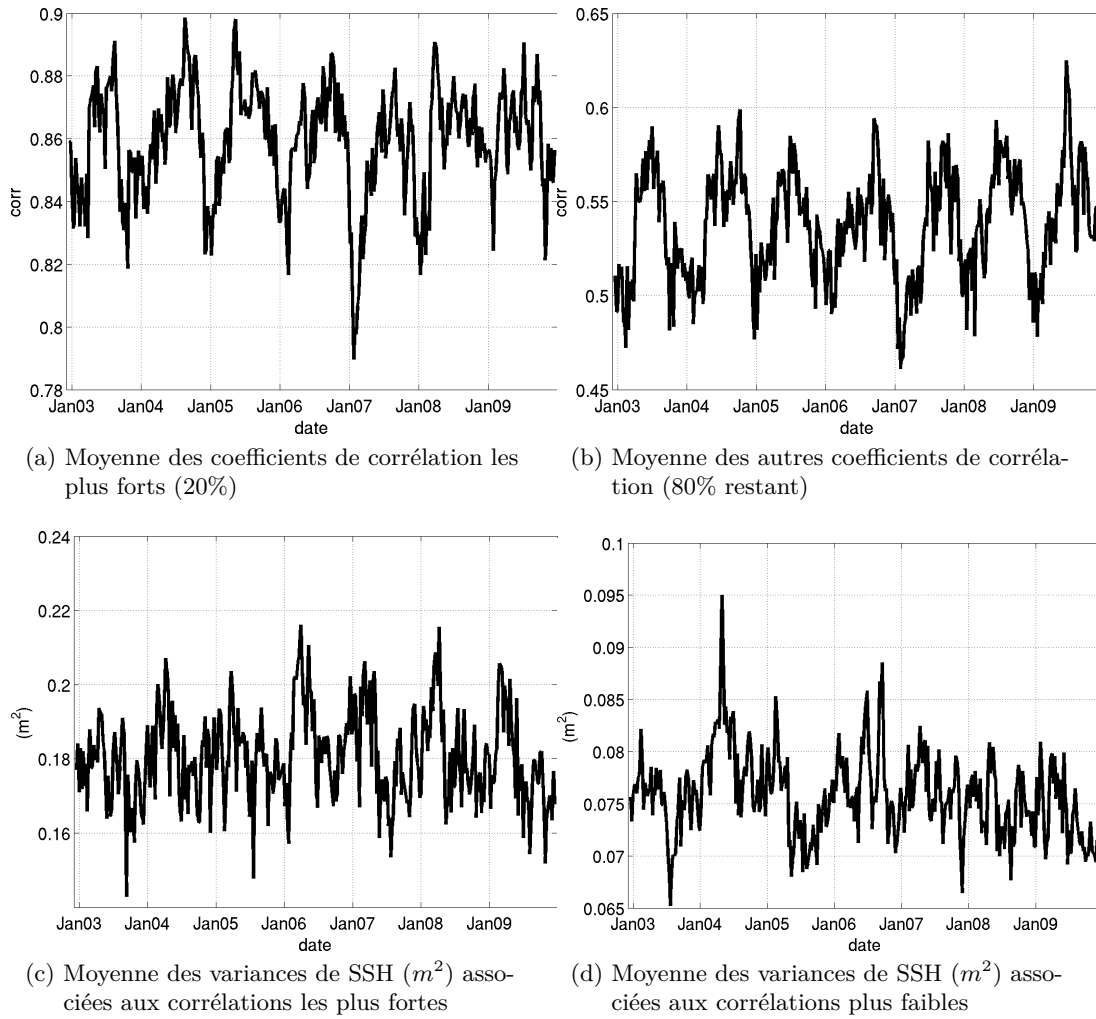 0.9
0.88
0.86
0.84
0.82
0.8
0.78
corr
Jan03 Jan04 Jan05 Jan06 Jan07 Jan08 Jan09
date
(a) Moyenne des coefficients de corrélation les
plus forts (20%)
0.65
0.6
0.55
0.5
0.45
corr
Jan03 Jan04 Jan05 Jan06 Jan07 Jan08 Jan09
date
(b) Moyenne des autres coefficients de corréla-
tion (80% restant)
0.24
0.22
0.2
0.18
0.16
(m²)
Jan03 Jan04 Jan05 Jan06 Jan07 Jan08 Jan09
date
(c) Moyenne des variances de SSH (m²) asso-
ciées aux corrélations les plus fortes
0.1
0.095
0.09
0.085
0.08
0.075
0.07
0.065
(m²)
Jan03 Jan04 Jan05 Jan06 Jan07 Jan08 Jan09
date
(d) Moyenne des variances de SSH (m²) asso-
ciées aux corrélations plus faibles